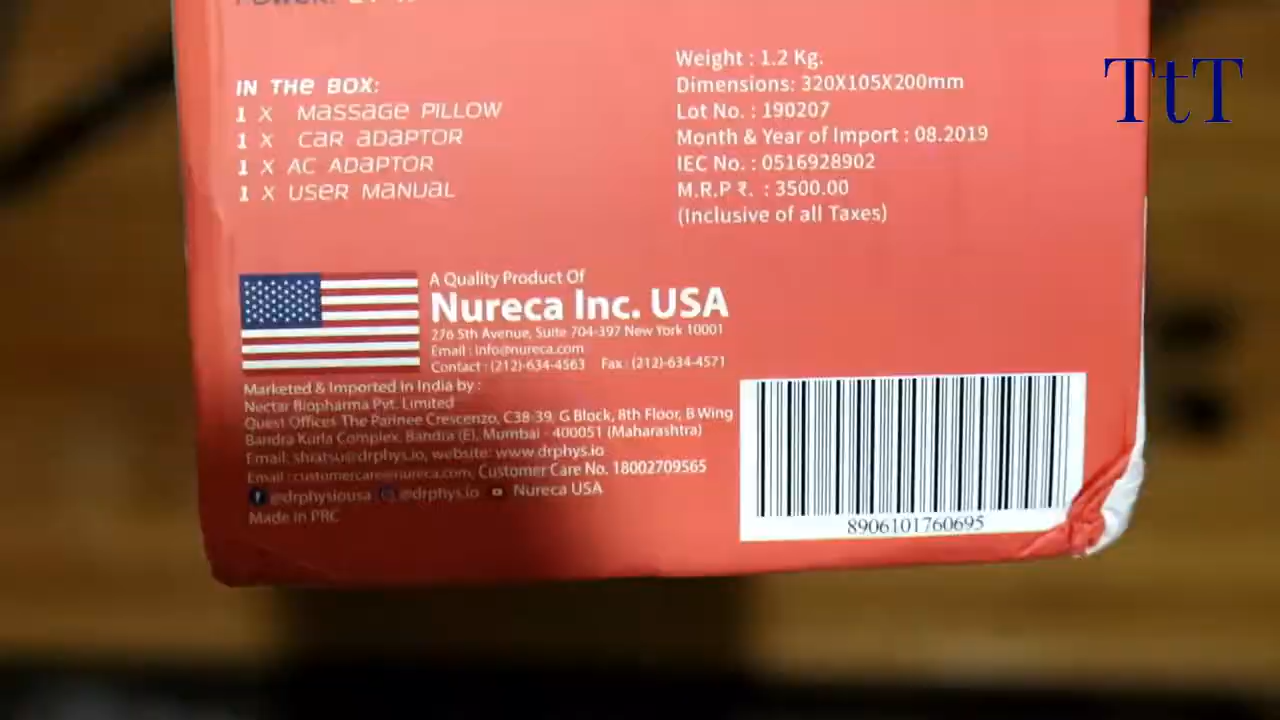 TtT
IN THE BOX:
1 X MASSAGE PILLOW
1 X CAR ADAPTOR
1 X AC ADAPTOR
1 X USER MANUAL
Weight : 1.2 Kg.
Dimensions: 320X105X200mm
Lot No. : 190207
Month & Year of Import : 08.2019
IEC No. : 0516928902
M.R.P ₹. : 3500.00
(Inclusive of all Taxes)
A Quality Product Of
Nureca Inc. USA
276 5th Avenue, Suite 704-397 New York 10001
Email : info@nureca.com
Contact : (212)-634-4563 Fax : (212)-634-4571
Marketed & Imported in India by :
Nectar Biopharma Pvt. Limited
Quest Offices The Parinee Crescenzo, C38-39, G Block, 8th Floor, B Wing
Bandra Kurla Complex, Bandra (E), Mumbai - 400051 (Maharashtra)
Email: shiatsu@drphys.io, website: www.drphys.io
Email : customercare@nureca.com, Customer Care No. 18002709565
@drphysiousa @drphys.io Nureca USA
Made in PRC
8906101760695